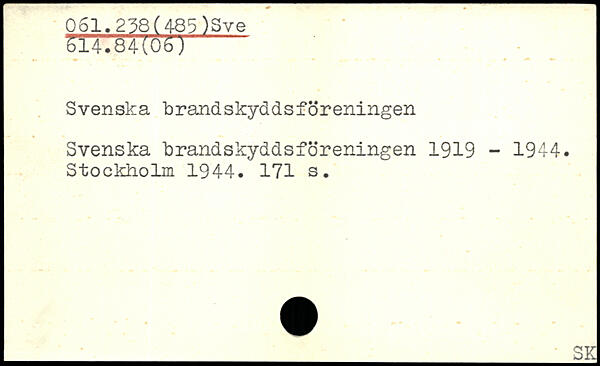 061.238(485)Sve
614.84(06)
Svenska brandskyddsföreningen
Svenska brandskyddsföreningen 1919 - 1944.
Stockholm 1944. 171 s.
SK